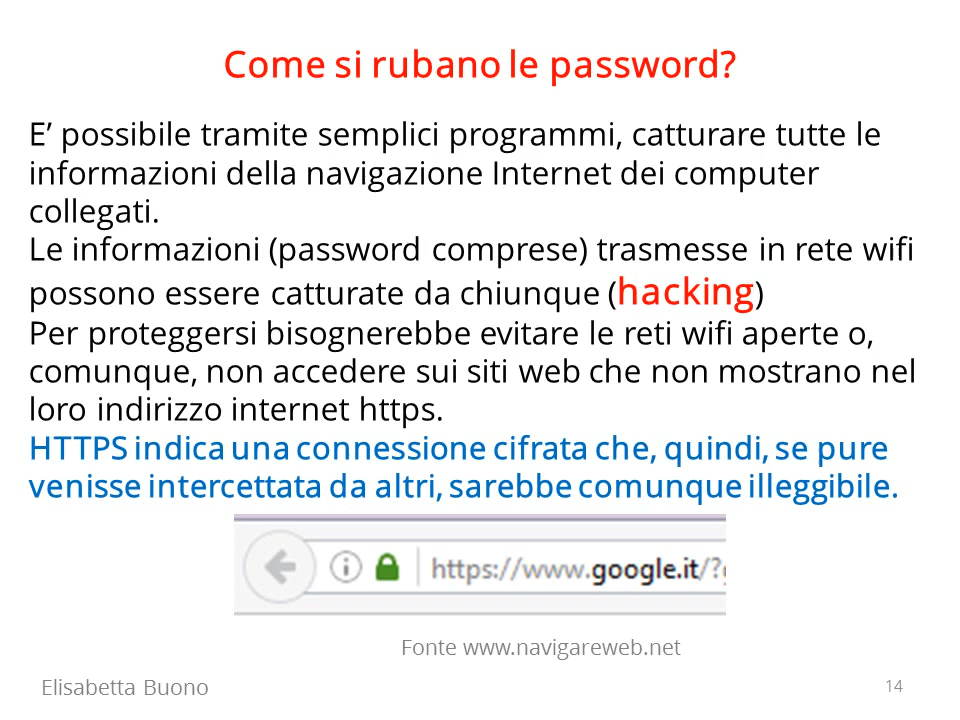 Come si rubano le password?
E’ possibile tramite semplici programmi, catturare tutte le
informazioni della navigazione Internet dei computer
collegati.
Le informazioni (password comprese) trasmesse in rete wifi
possono essere catturate da chiunque (hacking)
Per proteggersi bisognerebbe evitare le reti wifi aperte o,
comunque, non accedere sui siti web che non mostrano nel
loro indirizzo internet https.
HTTPS indica una connessione cifrata che, quindi, se pure
venisse intercettata da altri, sarebbe comunque illeggibile.
https://www.google.it/?
Fonte www.navigareweb.net
Elisabetta Buono
14